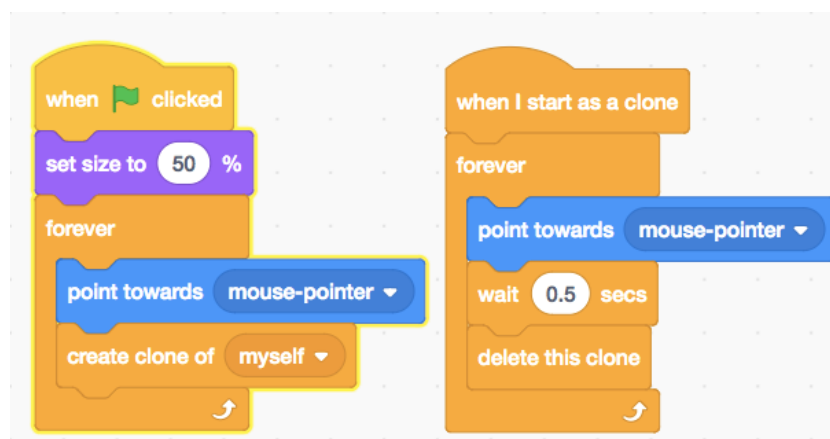 when clicked
set size to 50 %
forever
point towards mouse-pointer
create clone of myself
when I start as a clone
forever
point towards mouse-pointer
wait 0.5 secs
delete this clone